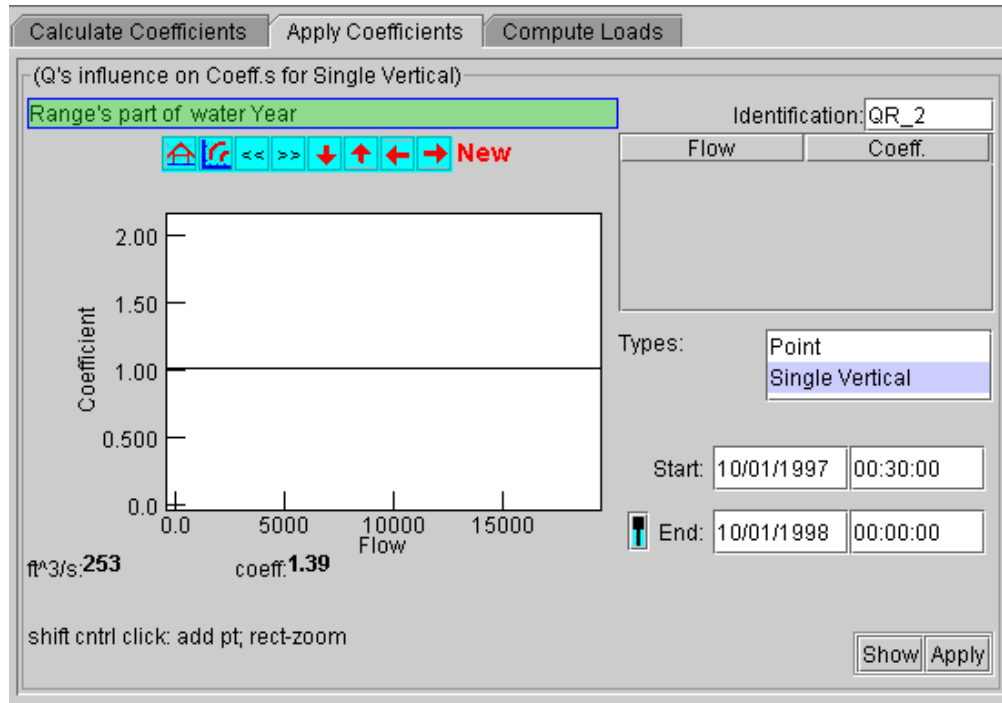 Calculate Coefficients
Apply Coefficients
Compute Loads
(Q's influence on Coeff.s for Single Vertical)
Range's part of water Year
Identification: QR_2
<< >> New
Flow Coeff.
2.00
1.50
1.00
0.500
0.0
Coefficient
0.0 5000 10000 15000
Flow
ft^3/s:253 coeff:1.39
Types:
Point
Single Vertical
Start: 10/01/1997 00:30:00
End: 10/01/1998 00:00:00
shift cntrl click: add pt; rect-zoom
Show Apply